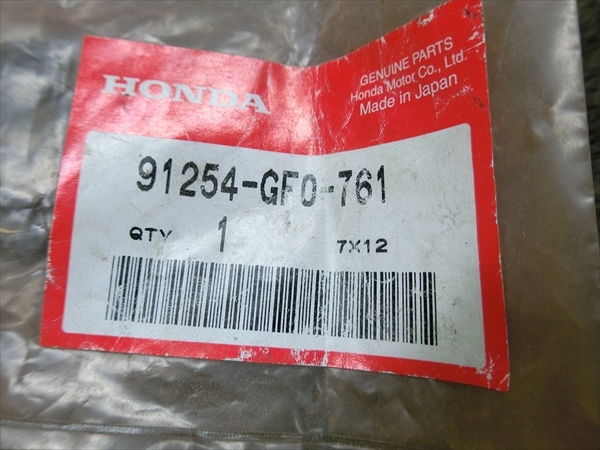 HONDA
GENUINE PARTS
Honda Motor Co., Ltd.
Made in Japan
91254-GF0-761
QTY 1 7X12